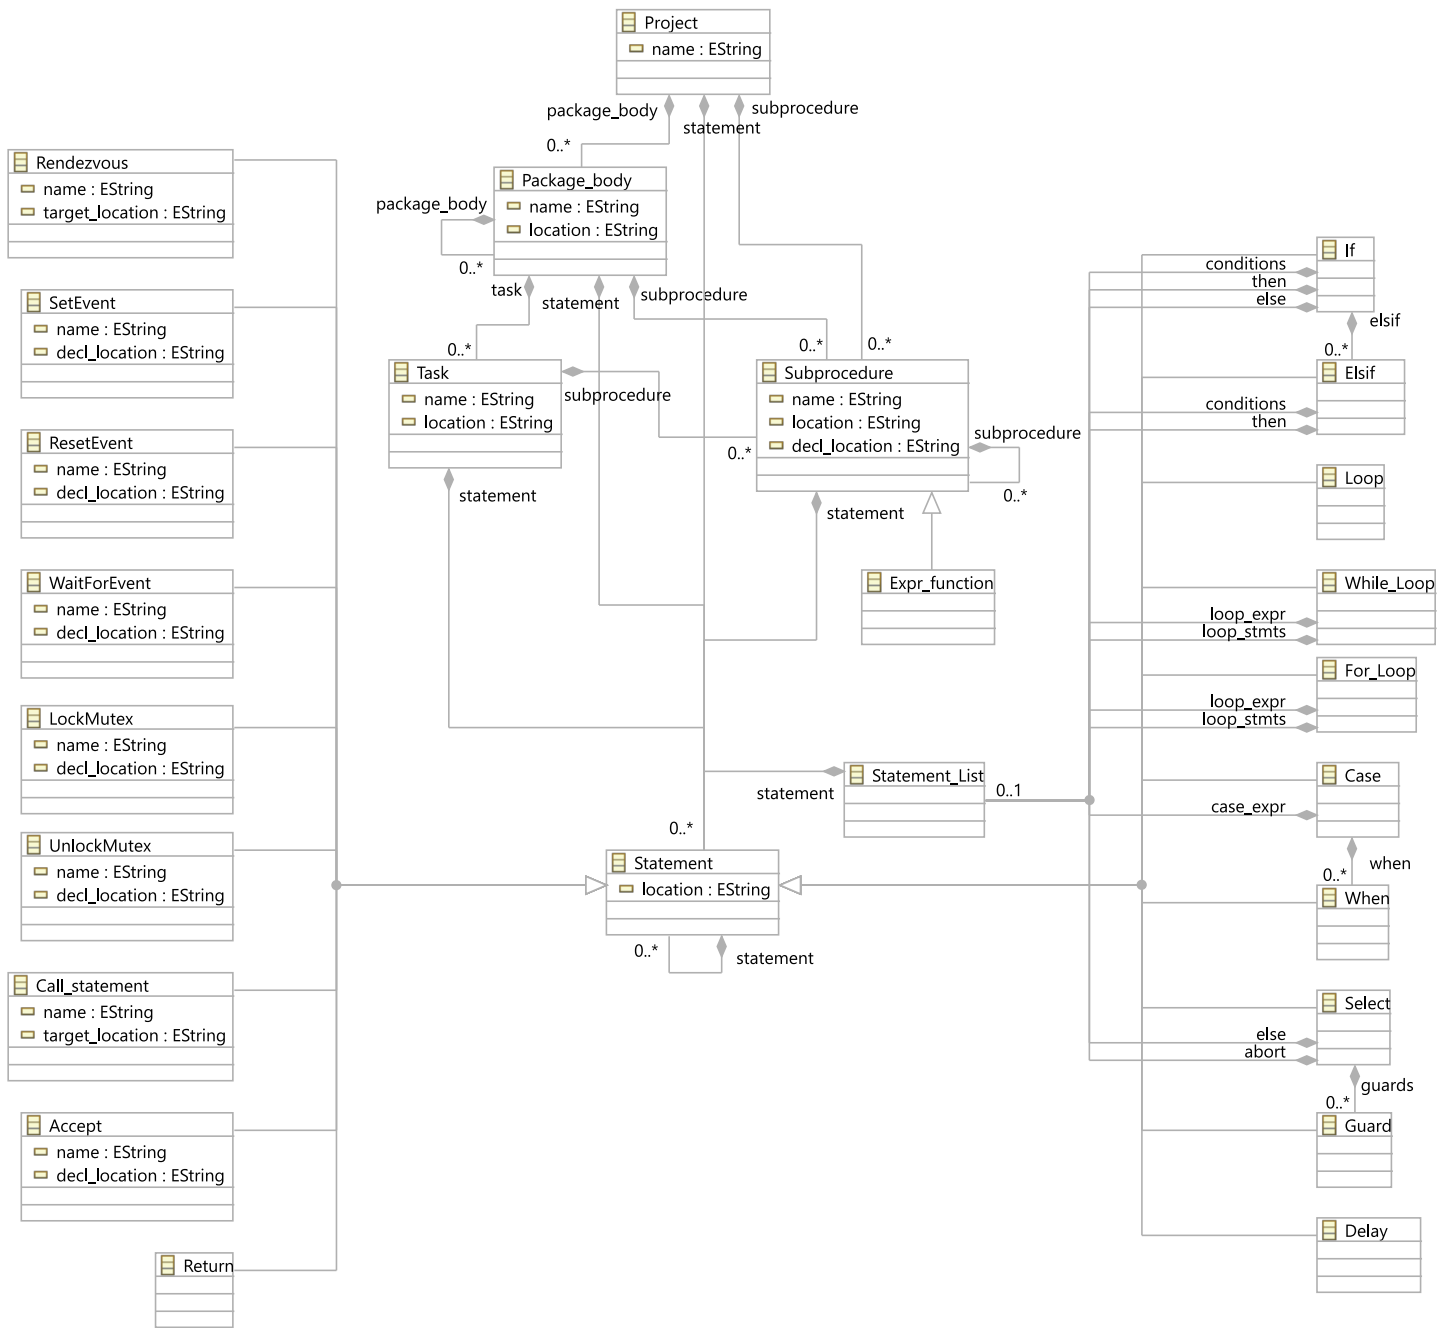 Project
name : EString
package_body
statement
subprocedure
0..*
Package_body
name : EString
location : EString
package_body
0..*
task
statement
subprocedure
0..*
0..*
0..*
Task
name : EString
location : EString
subprocedure
0..*
statement
Subprocedure
name : EString
location : EString
decl_location : EString
subprocedure
0..*
statement
Expr_function
Statement_List
statement
0..1
0..*
Statement
location : EString
0..*
statement
Rendezvous
name : EString
target_location : EString
SetEvent
name : EString
decl_location : EString
ResetEvent
name : EString
decl_location : EString
WaitForEvent
name : EString
decl_location : EString
LockMutex
name : EString
decl_location : EString
UnlockMutex
name : EString
decl_location : EString
Call_statement
name : EString
target_location : EString
Accept
name : EString
decl_location : EString
Return
If
conditions
then
else
elsif
0..*
Elsif
conditions
then
Loop
While_Loop
loop_expr
loop_stmts
For_Loop
loop_expr
loop_stmts
Case
case_expr
when
0..*
When
Select
else
abort
guards
0..*
Guard
Delay